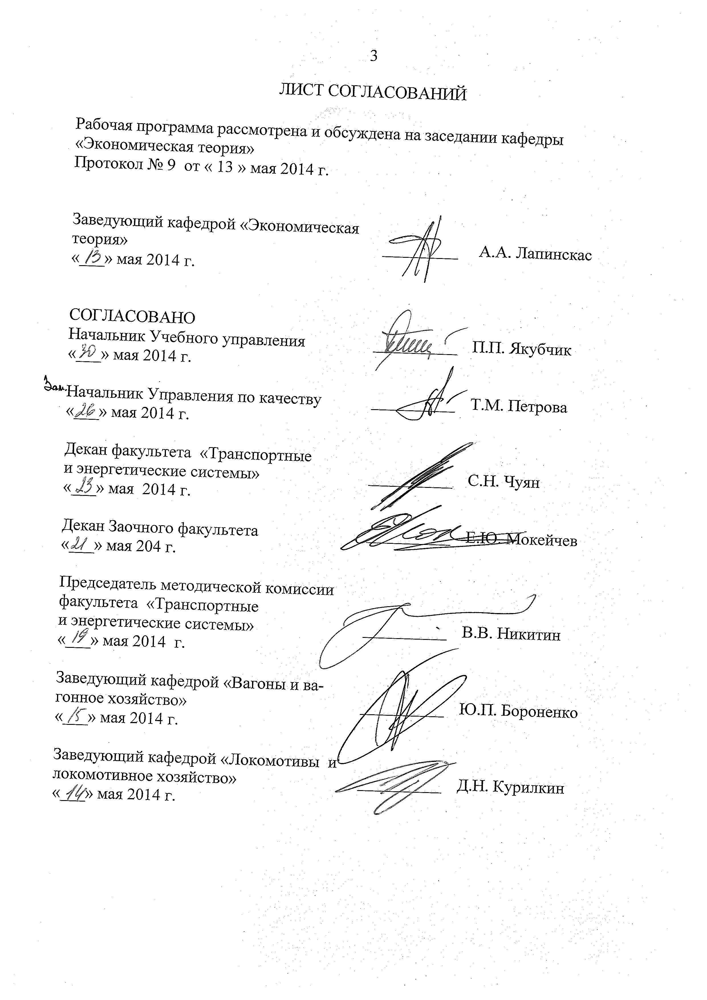 3
ЛИСТ СОГЛАСОВАНИЙ
Рабочая программа рассмотрена и обсуждена на заседании кафедры
«Экономическая теория»
Протокол № 9 от « 13 » мая 2014 г.
Заведующий кафедрой «Экономическая
теория»
«13» мая 2014 г.
А.А. Лапинскас
СОГЛАСОВАНО
Начальник Учебного управления
«30» мая 2014 г.
П.П. Якубчик
Зам. Начальник Управления по качеству
«26» мая 2014 г.
Т.М. Петрова
Декан факультета «Транспортные
и энергетические системы»
«23» мая 2014 г.
С.Н. Чуян
Декан Заочного факультета
«21» мая 204 г.
Е.Ю. Мокейчев
Председатель методической комиссии
факультета «Транспортные
и энергетические системы»
«19» мая 2014 г.
В.В. Никитин
Заведующий кафедрой «Вагоны и ва-
гонное хозяйство»
«15» мая 2014 г.
Ю.П. Бороненко
Заведующий кафедрой «Локомотивы и
локомотивное хозяйство»
«14» мая 2014 г.
Д.Н. Курилкин